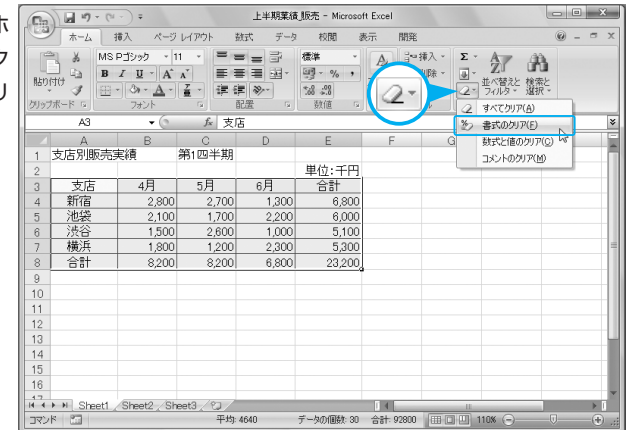 ホ
ク
リ
上半期業績_販売 - Microsoft Excel
ホーム 挿入 ページ レイアウト 数式 データ 校閲 表示 開発
MS Pゴシック 11 標準 挿入 Σ
貼り付け B I U A A % , 削除 並べ替えと フィルタ 検索と 選択
クリップボード フォント 配置 数値
すべてクリア(A)
書式のクリア(F)
数式と値のクリア(C)
コメントのクリア(M)
A3 fx 支店
A B C D E F G
1 支店別販売実績 第1四半期
2 単位:千円
3 支店 4月 5月 6月 合計
4 新宿 2,800 2,700 1,300 6,800
5 池袋 2,100 1,700 2,200 6,000
6 渋谷 1,500 2,600 1,000 5,100
7 横浜 1,800 1,200 2,300 5,300
8 合計 8,200 8,200 6,800 23,200
9
10
11
12
13
14
15
16
17
Sheet1 Sheet2 Sheet3
コマンド 平均: 4640 データの個数: 30 合計: 92800 110%